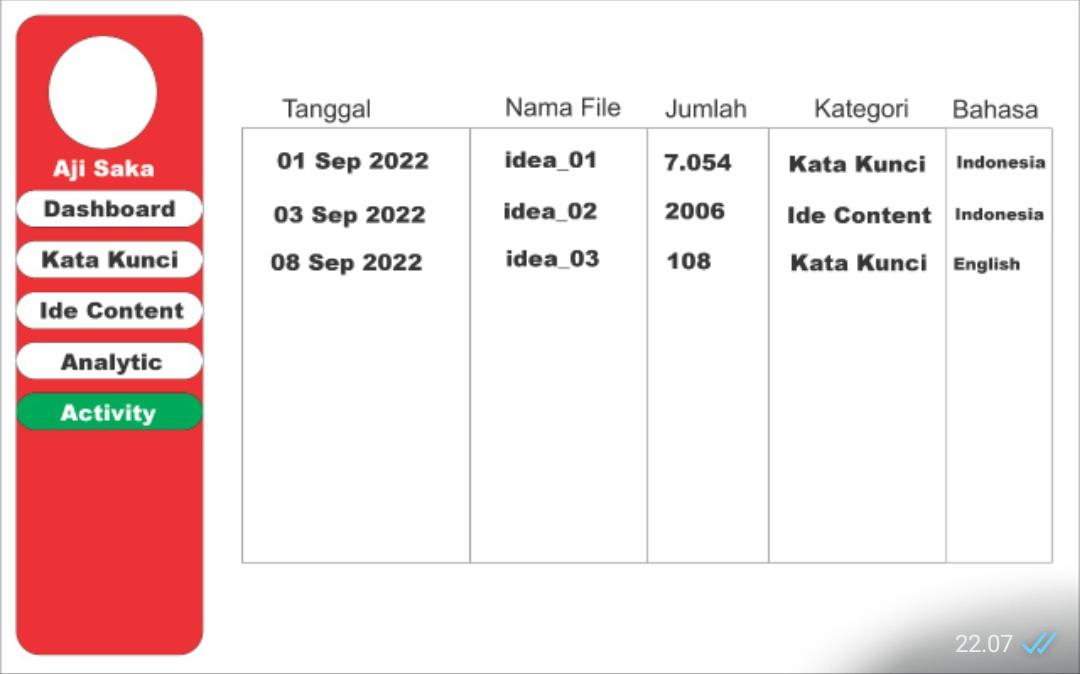 Aji Saka
Dashboard
Kata Kunci
Ide Content
Analytic
Activity
Tanggal Nama File Jumlah Kategori Bahasa
01 Sep 2022 idea_01 7.054 Kata Kunci Indonesia
03 Sep 2022 idea_02 2006 Ide Content Indonesia
08 Sep 2022 idea_03 108 Kata Kunci English
22.07